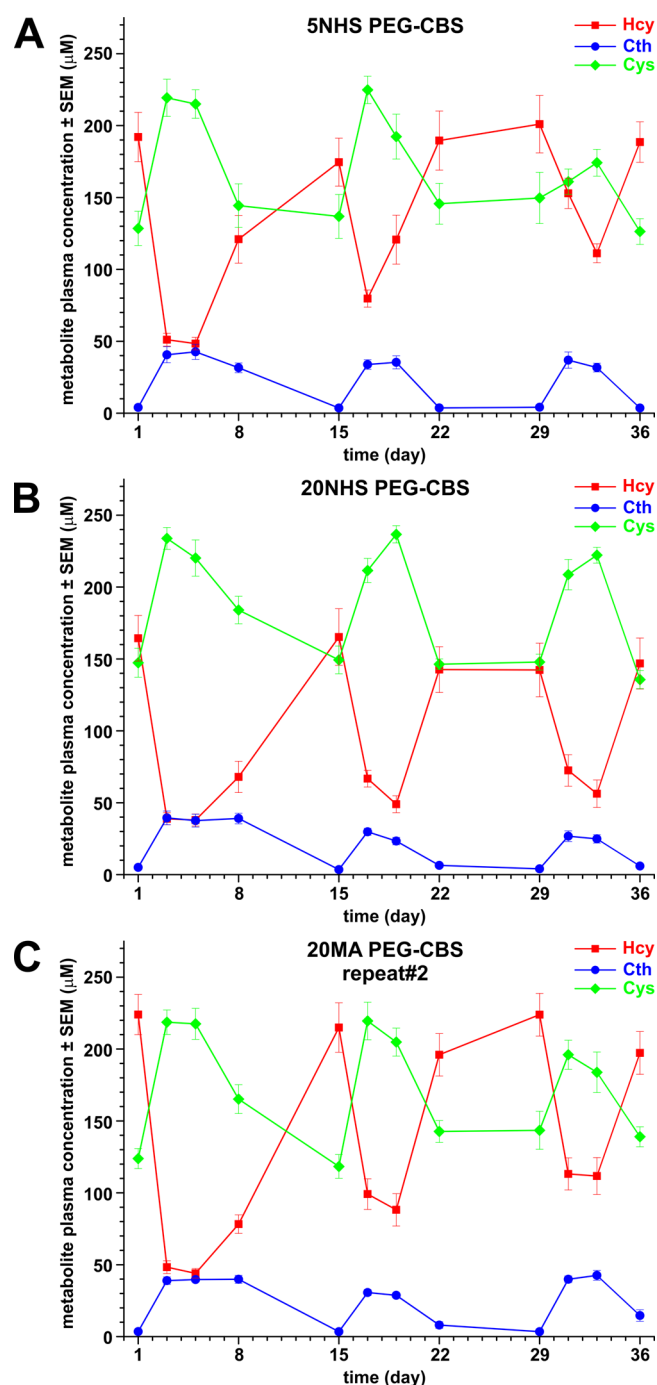 A
5NHS PEG-CBS
Hcy
Cth
Cys
metabolite plasma concentration ± SEM (μM)
250
200
150
100
50
0
1 8 15 22 29 36
time (day)
B
20NHS PEG-CBS
Hcy
Cth
Cys
metabolite plasma concentration ± SEM (μM)
250
200
150
100
50
0
1 8 15 22 29 36
time (day)
C
20MA PEG-CBS
repeat#2
Hcy
Cth
Cys
metabolite plasma concentration ± SEM (μM)
250
200
150
100
50
0
1 8 15 22 29 36
time (day)